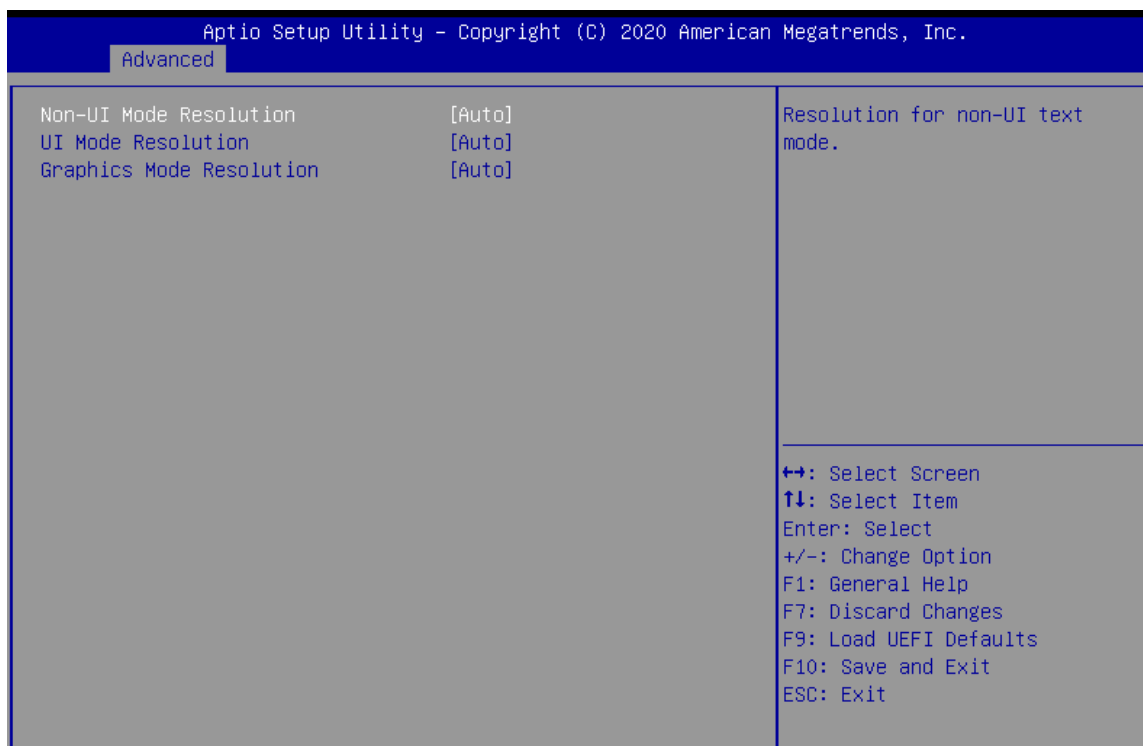 Aptio Setup Utility – Copyright (C) 2020 American Megatrends, Inc.
Advanced
Non-UI Mode Resolution [Auto]
UI Mode Resolution [Auto]
Graphics Mode Resolution [Auto]
Resolution for non-UI text
mode.
↔: Select Screen
↑↓: Select Item
Enter: Select
+/-: Change Option
F1: General Help
F7: Discard Changes
F9: Load UEFI Defaults
F10: Save and Exit
ESC: Exit